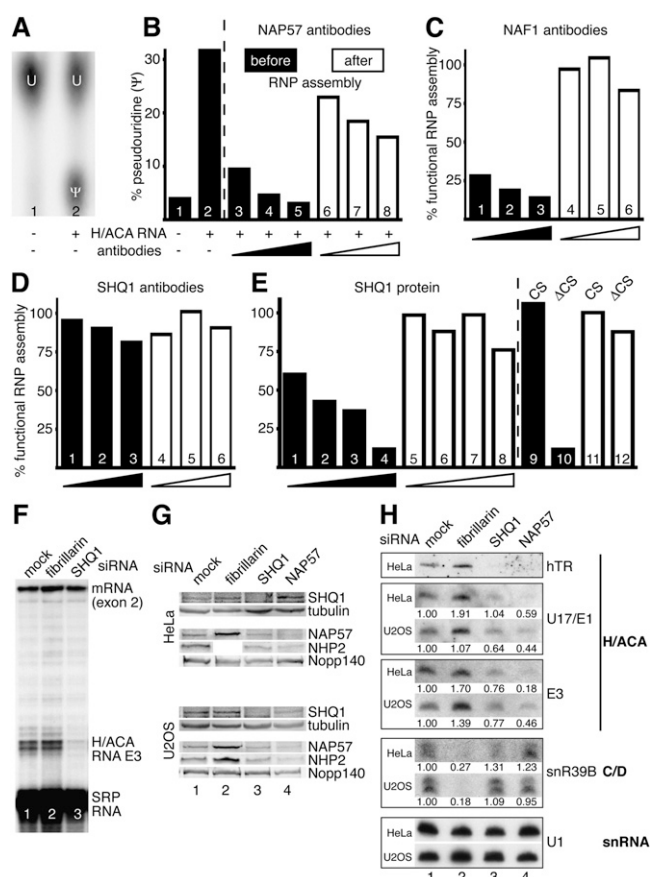 A
U U
Ψ
1 2
- + H/ACA RNA - + + + + + + +
- - antibodies - -
B NAP57 antibodies
before after
RNP assembly
% pseudouridine (Ψ)
30
20
10
1 2 3 4 5 6 7 8
C NAF1 antibodies
% functional RNP assembly
100
75
50
25
1 2 3 4 5 6
D SHQ1 antibodies
% functional RNP assembly
100
75
50
25
1 2 3 4 5 6
E SHQ1 protein
CS ΔCS CS ΔCS
100
75
50
25
1 2 3 4 5 6 7 8 9 10 11 12
F
mock fibrillarin SHQ1 siRNA
mRNA
(exon 2)
H/ACA
RNA E3
SRP
RNA
1 2 3
G
siRNA mock fibrillarin SHQ1 NAP57
HeLa
SHQ1
tubulin
NAP57
NHP2
Nopp140
U2OS
SHQ1
tubulin
NAP57
NHP2
Nopp140
1 2 3 4
H
siRNA mock fibrillarin SHQ1 NAP57
HeLa hTR
HeLa
1.00 1.91 1.04 0.59
U17/E1
U2OS
1.00 1.07 0.64 0.44
H/ACA
HeLa
1.00 1.70 0.76 0.18
E3
U2OS
1.00 1.39 0.77 0.46
HeLa
1.00 0.27 1.31 1.23
snR39B C/D
U2OS
1.00 0.18 1.09 0.95
HeLa
U1 snRNA
U2OS
1 2 3 4